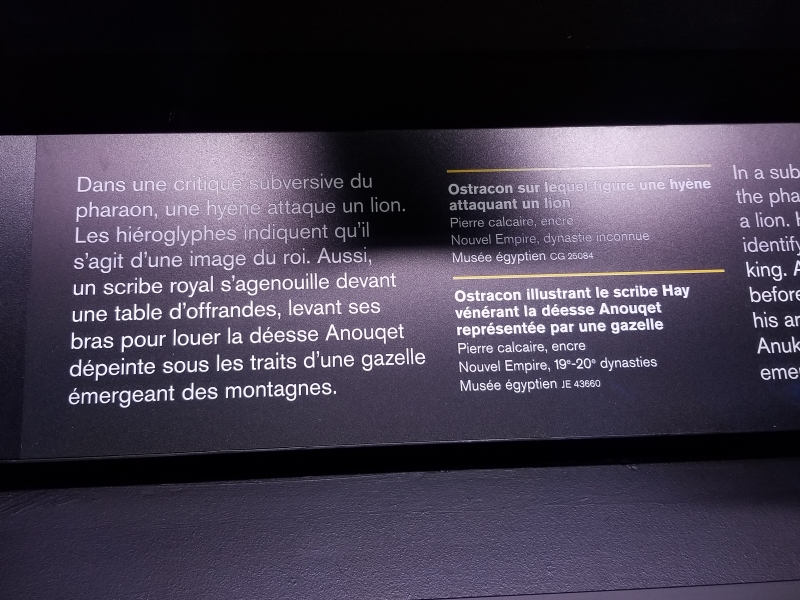 Dans une critique subversive du
pharaon, une hyène attaque un lion.
Les hiéroglyphes indiquent qu'il
s'agit d'une image du roi. Aussi,
un scribe royal s'agenouille devant
une table d'offrandes, levant ses
bras pour louer la déesse Anouqet
dépeinte sous les traits d'une gazelle
émergeant des montagnes.
Ostracon sur lequel figure une hyène
attaquant un lion
Pierre calcaire, encre
Nouvel Empire, dynastie inconnue
Musée égyptien CG 25084
Ostracon illustrant le scribe Hay
vénérant la déesse Anouqet
représentée par une gazelle
Pierre calcaire, encre
Nouvel Empire, 19e-20e dynasties
Musée égyptien JE 43660
In a sub
the pha
a lion. H
identify
king. A
before
his ar
Anuk
eme